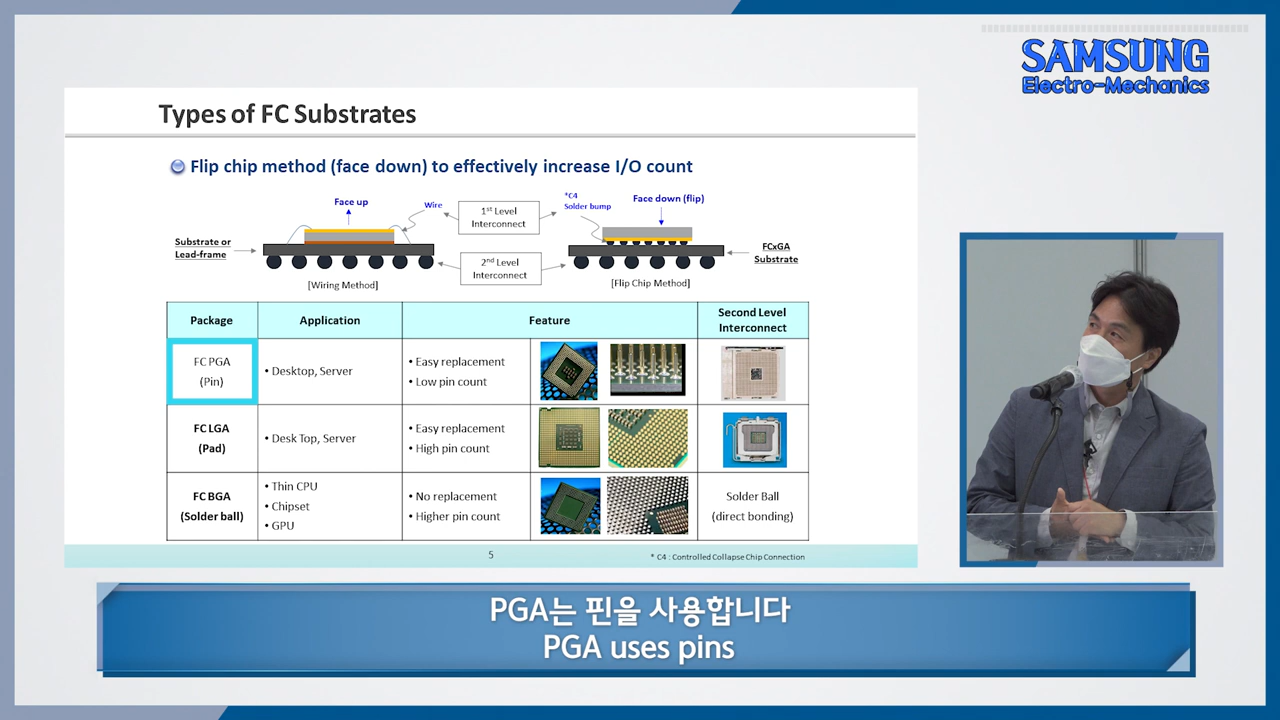 SAMSUNG
Electro-Mechanics
Types of FC Substrates
Flip chip method (face down) to effectively increase I/O count
Face up
Wire
1st Level
Interconnect
*C4
Solder bump
Face down (flip)
Substrate or
Lead-frame
2nd Level
Interconnect
FCxGA
Substrate
[Wiring Method]
[Flip Chip Method]
Package
Application
Feature
Second Level
Interconnect
FC PGA
(Pin)
• Desktop, Server
• Easy replacement
• Low pin count
FC LGA
(Pad)
• Desk Top, Server
• Easy replacement
• High pin count
FC BGA
(Solder ball)
• Thin CPU
• Chipset
• GPU
• No replacement
• Higher pin count
Solder Ball
(direct bonding)
5
* C4 : Controlled Collapse Chip Connection
PGA는 핀을 사용합니다
PGA uses pins